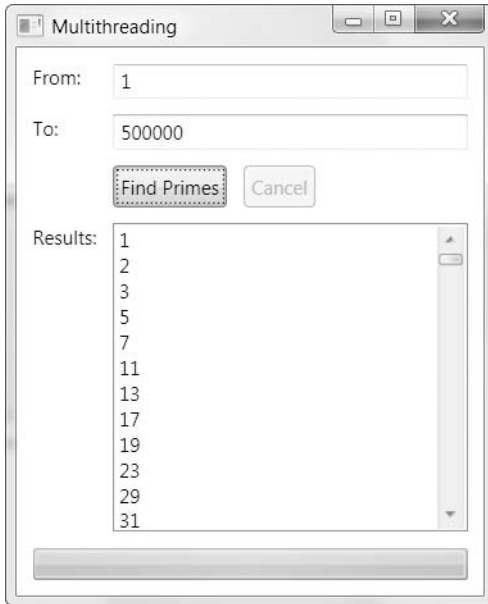 Multithreading
From: 1
To: 500000
Find Primes Cancel
Results: 1
2
3
5
7
11
13
17
19
23
29
31